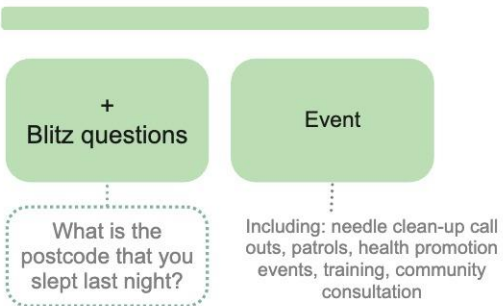 +
Blitz questions
Event
What is the
postcode that you
slept last night?
Including: needle clean-up call
outs, patrols, health promotion
events, training, community
consultation